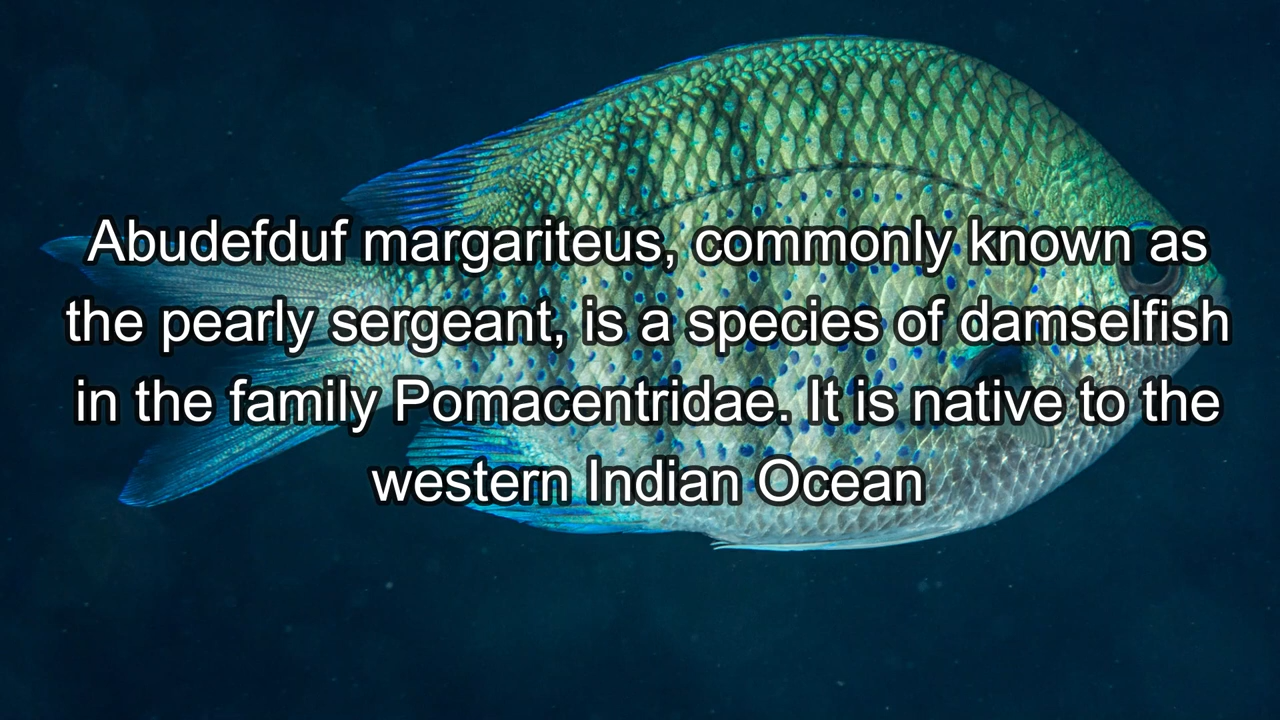 Abudefduf margariteus, commonly known as
the pearly sergeant, is a species of damselfish
in the family Pomacentridae. It is native to the
western Indian Ocean